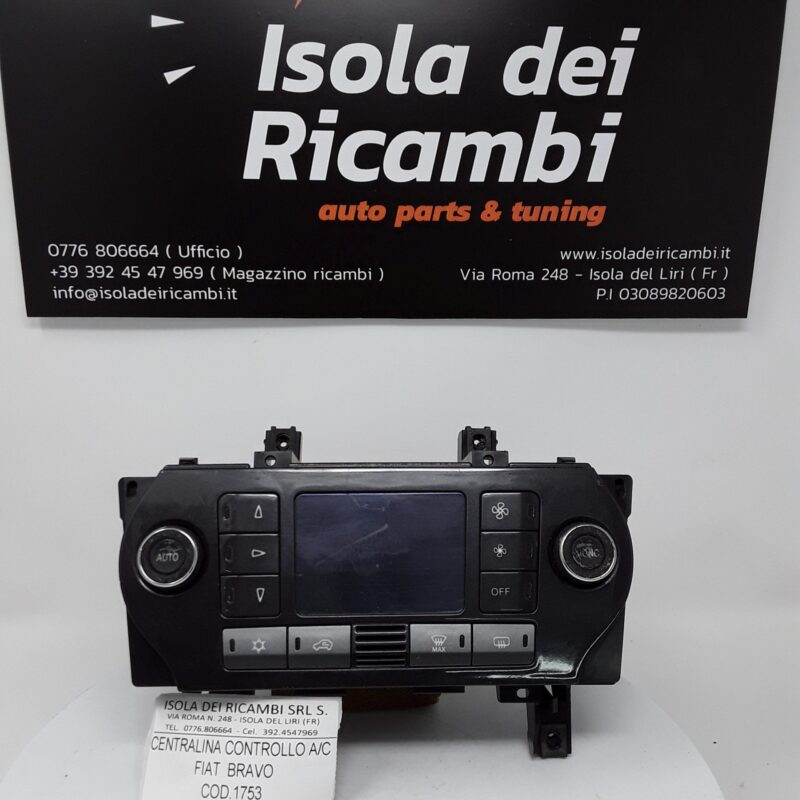 Isola dei
Ricambi
auto parts & tuning
0776 806664 ( Ufficio )
+39 392 45 47 969 ( Magazzino ricambi )
info@isoladeiricambi.it
www.isoladeiricambi.it
Via Roma 248 - Isola del Liri ( Fr )
P.I 03089820603
AUTO
MONO
OFF
MAX
ISOLA DEI RICAMBI SRL S.
VIA ROMA N. 248 - ISOLA DEL LIRI (FR)
TEL. 0776.806664 - Cel. 392.4547969
CENTRALINA CONTROLLO A/C
FIAT BRAVO
COD.1753